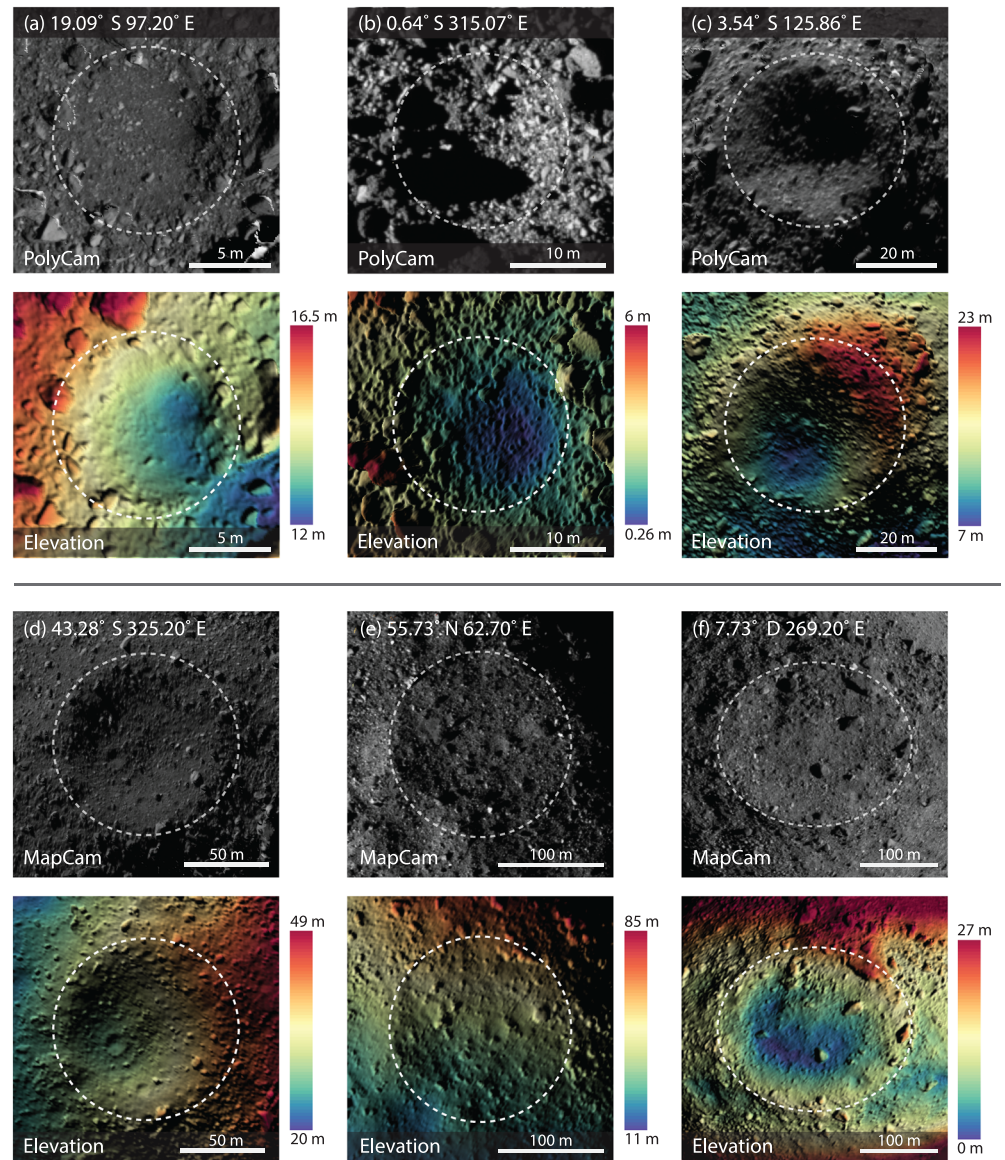 (a) 19.09° S 97.20° E
(b) 0.64° S 315.07° E
(c) 3.54° S 125.86° E
PolyCam
5 m
PolyCam
10 m
PolyCam
20 m
16.5 m
12 m
Elevation
5 m
6 m
0.26 m
Elevation
10 m
23 m
7 m
Elevation
20 m
(d) 43.28° S 325.20° E
(e) 55.73° N 62.70° E
(f) 7.73° D 269.20° E
MapCam
50 m
MapCam
100 m
MapCam
100 m
49 m
20 m
Elevation
50 m
85 m
11 m
Elevation
100 m
27 m
0 m
Elevation
100 m